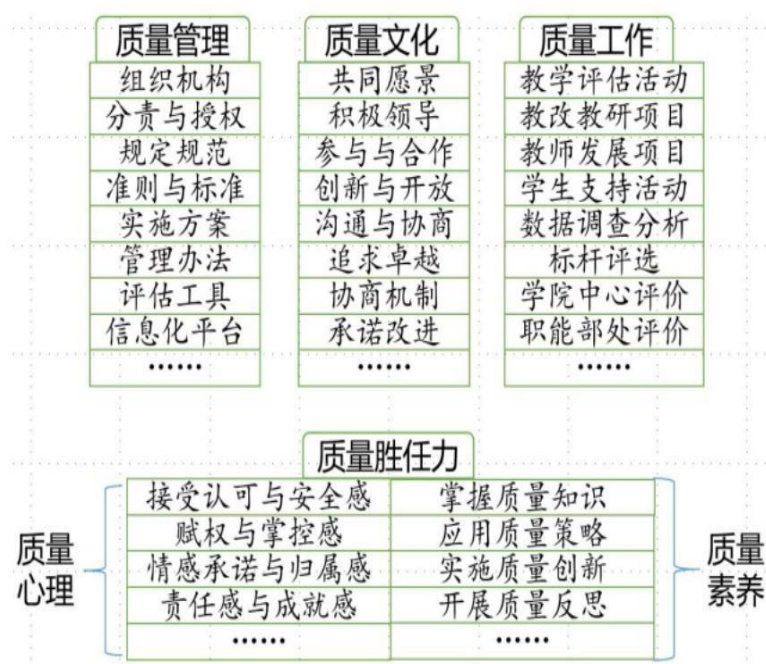 质量管理
组织机构
分责与授权
规定规范
准则与标准
实施方案
管理办法
评估工具
信息化平台
……
质量文化
共同愿景
积极领导
参与与合作
创新与开放
沟通与协商
追求卓越
协商机制
承诺改进
……
质量工作
教学评估活动
教改教研项目
教师发展项目
学生支持活动
数据调查分析
标杆评选
学院中心评价
职能部处评价
……
质量胜任力
质量
心理
接受认可与安全感
赋权与掌控感
情感承诺与归属感
责任感与成就感
……
掌握质量知识
应用质量策略
实施质量创新
开展质量反思
……
质量
素养